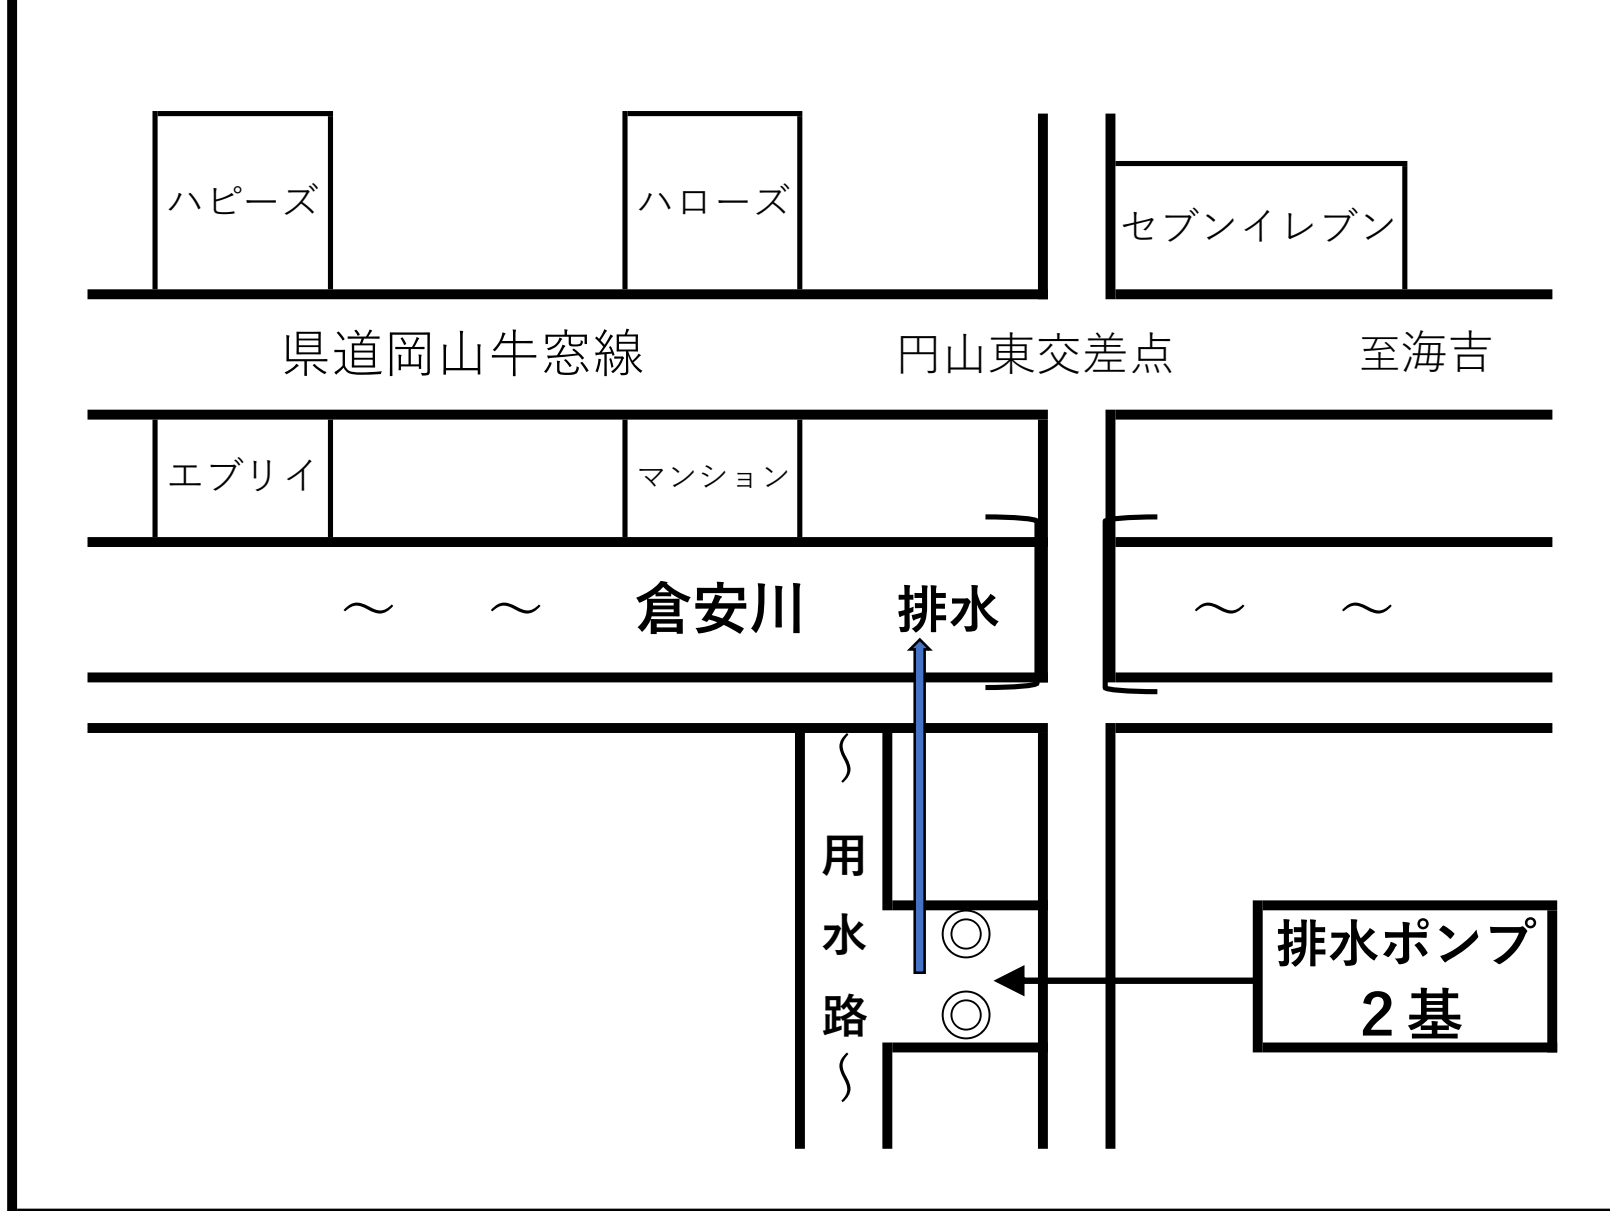 ハピーズ
ハローズ
セブンイレブン
県道岡山牛窓線
円山東交差点
至海吉
エブリイ
マンション
～ ～ 倉安川 排水 ～ ～
～用水路～
排水ポンプ
２基